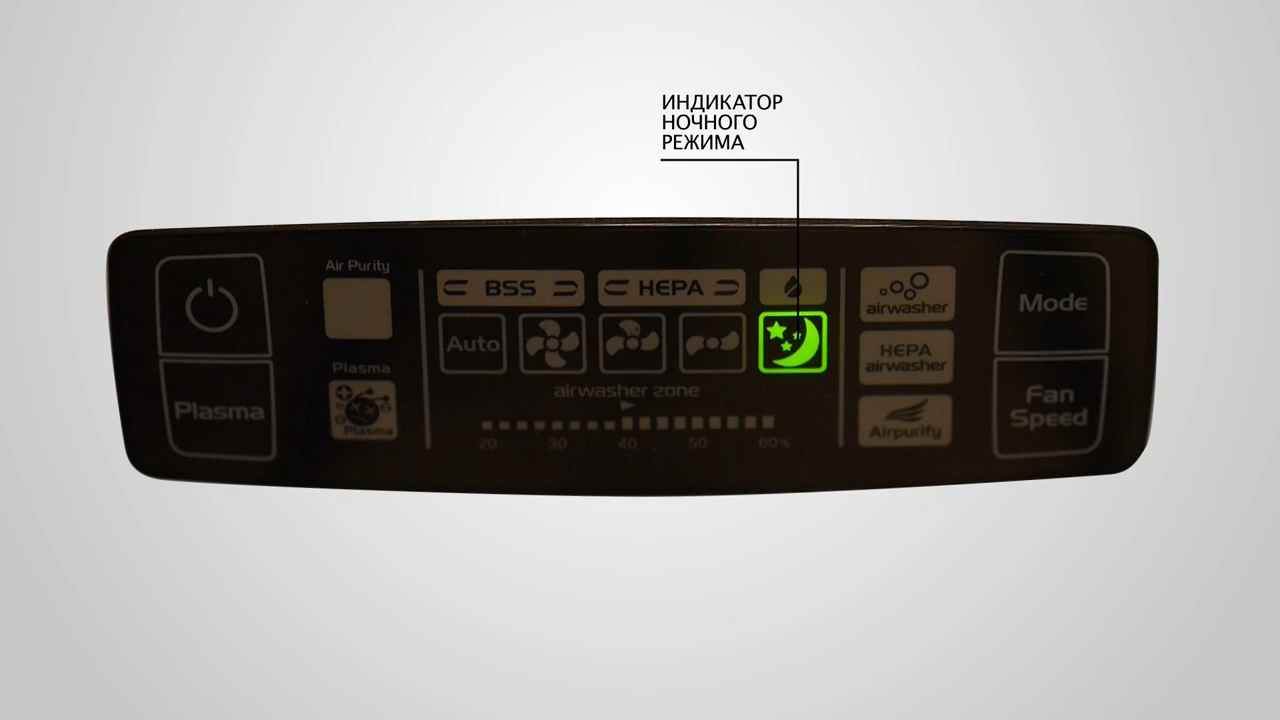 ИНДИКАТОР
НОЧНОГО
РЕЖИМА
Air Purity
Plasma
Plasma
Plasma
BSS
HEPA
Auto
airwasher zone
20 30 40 50 60 %
airwasher
HEPA
airwasher
Airpurify
Mode
Fan
Speed